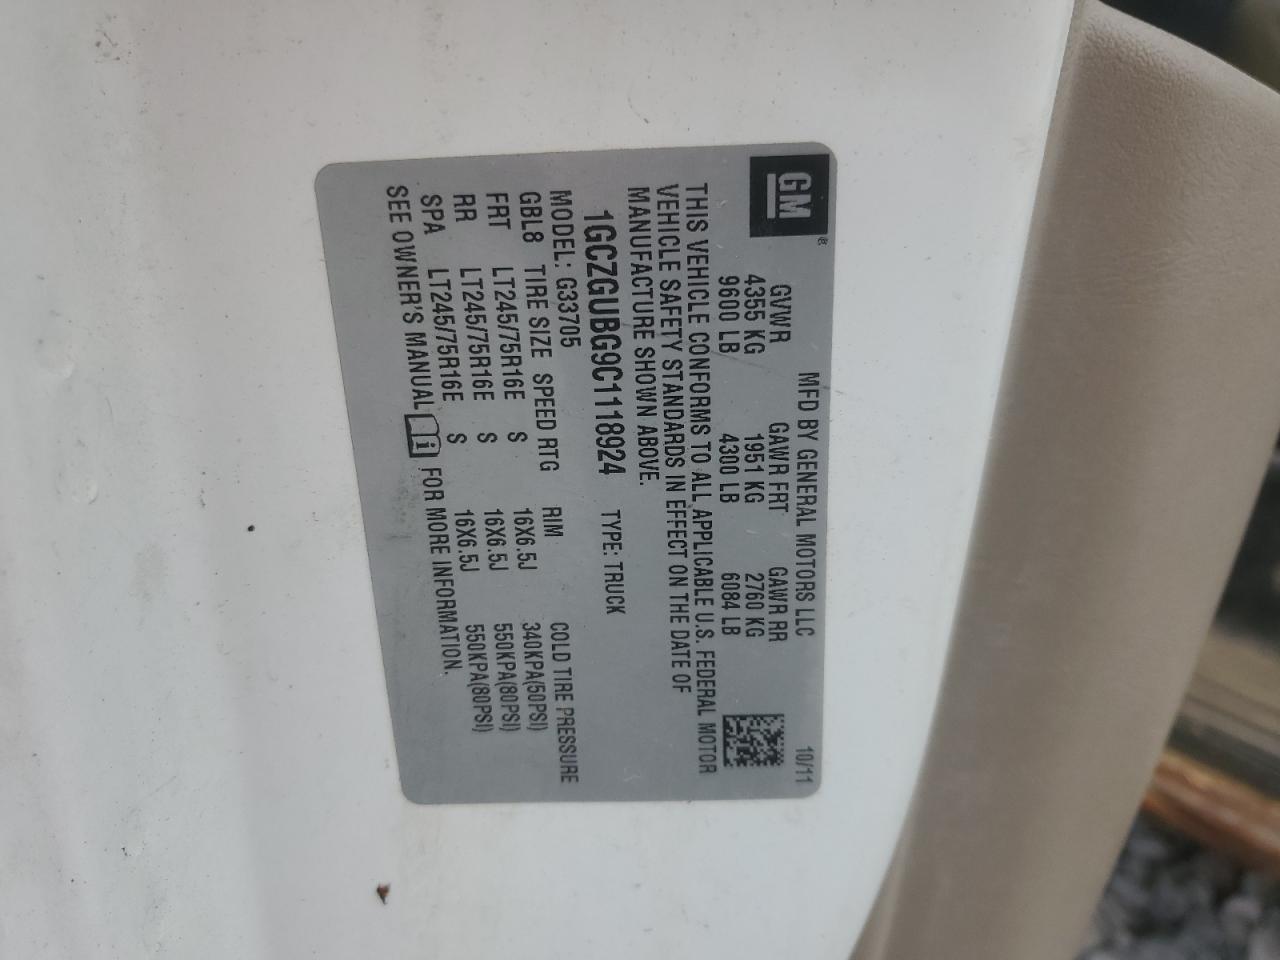 GM
®
MFD BY GENERAL MOTORS LLC 10/11
GVWR GAWR FRT GAWR RR
4355 KG 1951 KG 2760 KG
9600 LB 4300 LB 6084 LB
THIS VEHICLE CONFORMS TO ALL APPLICABLE U.S. FEDERAL MOTOR
VEHICLE SAFETY STANDARDS IN EFFECT ON THE DATE OF
MANUFACTURE SHOWN ABOVE.
1GCZGUBG9C1118924 TYPE: TRUCK
MODEL: G33705
GBL8 TIRE SIZE SPEED RTG RIM COLD TIRE PRESSURE
FRT LT245/75R16E S 16X6.5J 340KPA(50PSI)
RR LT245/75R16E S 16X6.5J 550KPA(80PSI)
SPA LT245/75R16E S 16X6.5J 550KPA(80PSI)
SEE OWNER'S MANUAL i FOR MORE INFORMATION